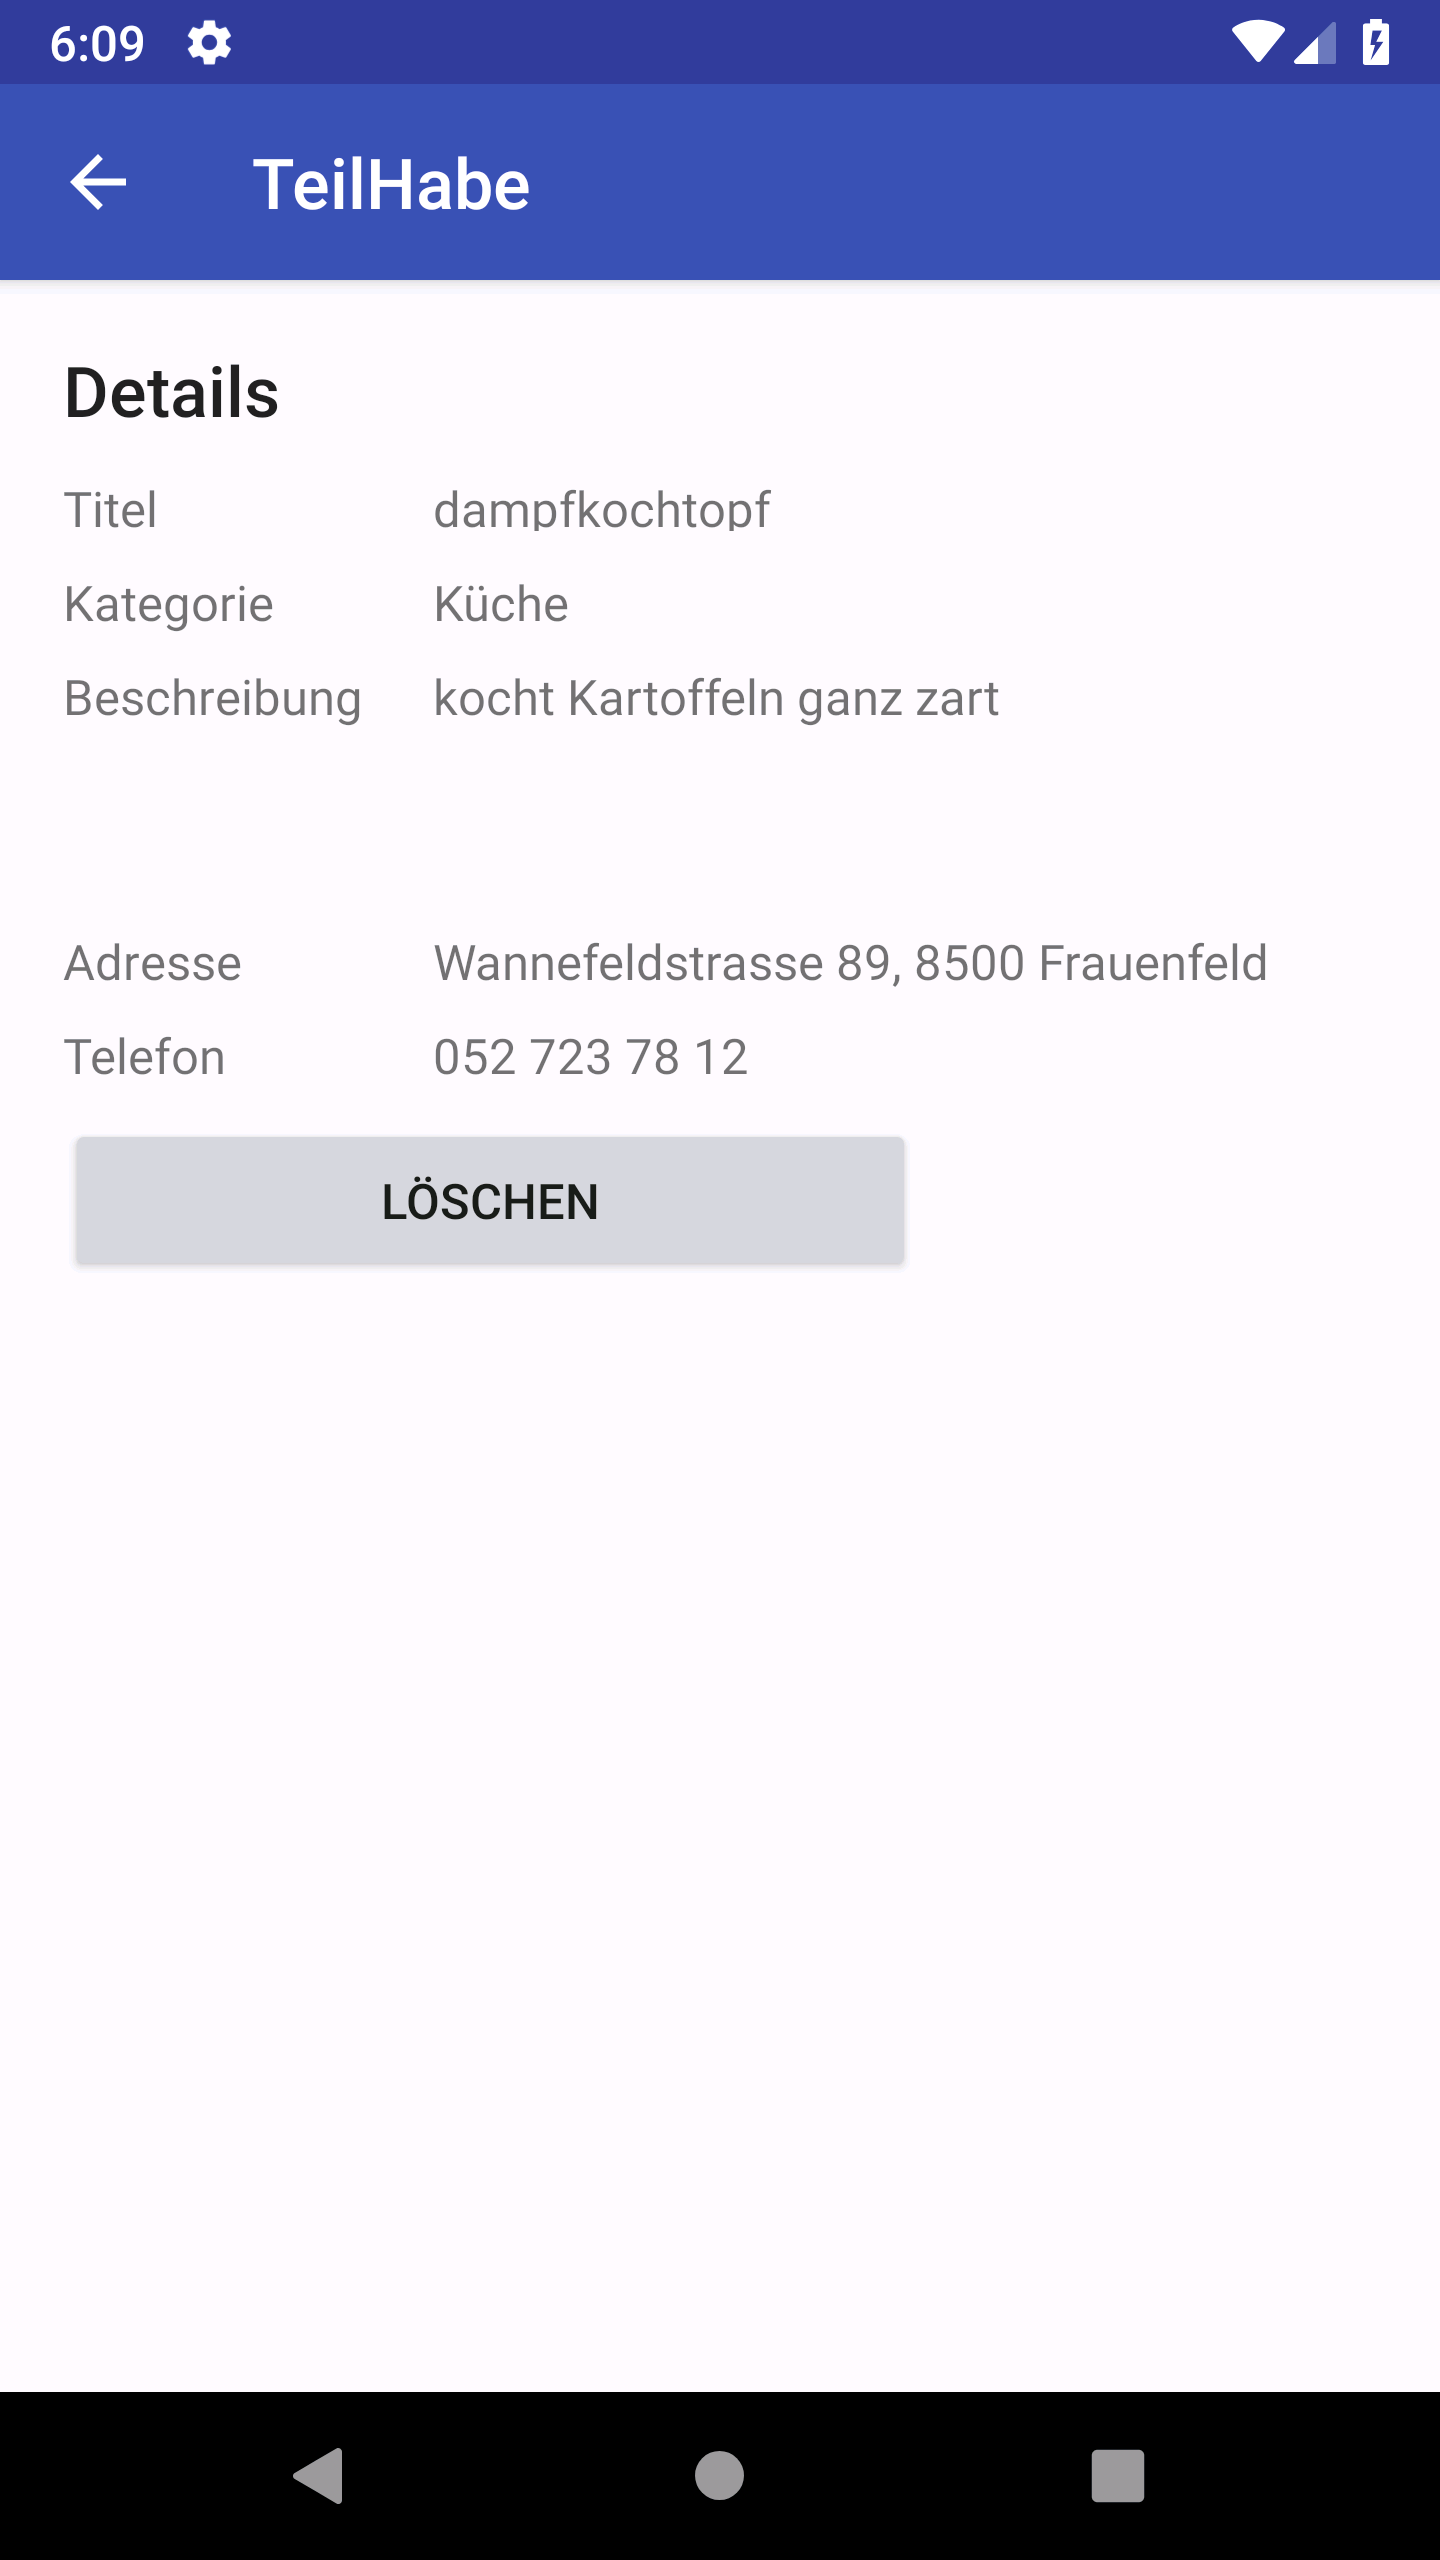 6:09
TeilHabe
Details
Titel dampfkochtopf
Kategorie Küche
Beschreibung kocht Kartoffeln ganz zart
Adresse Wannefeldstrasse 89, 8500 Frauenfeld
Telefon 052 723 78 12
LÖSCHEN